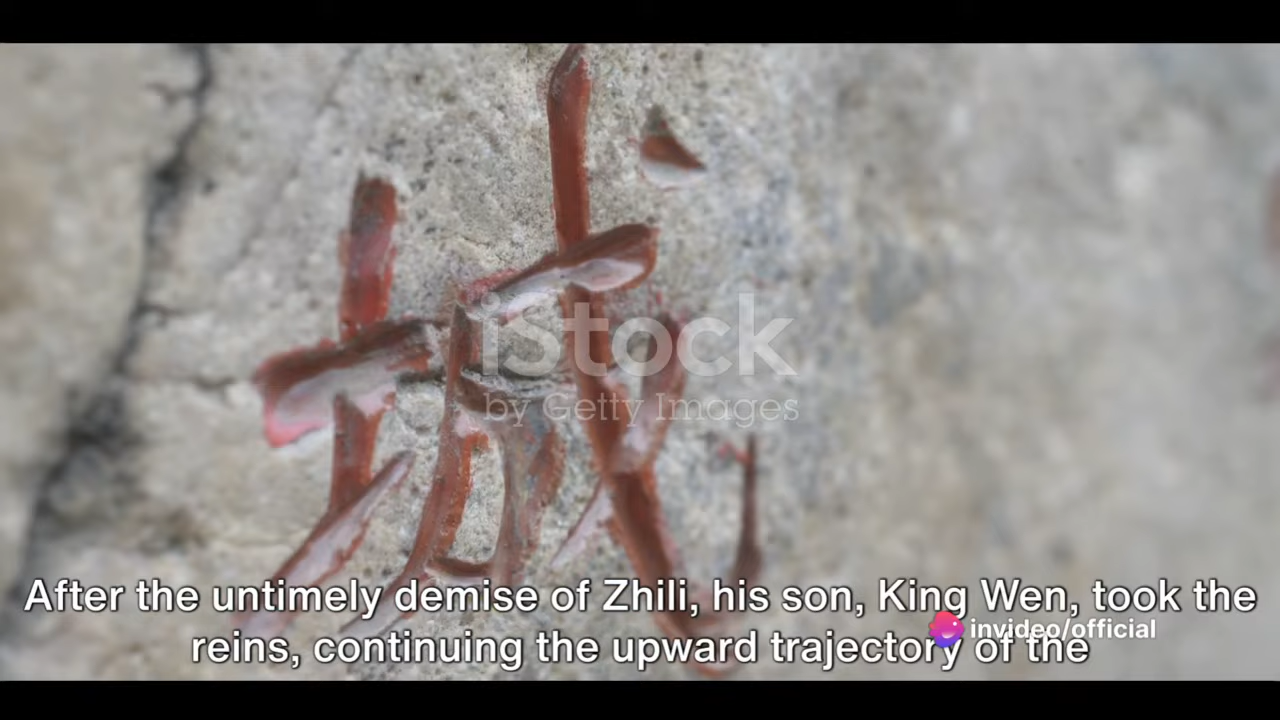 城
iStock
by Getty Images
After the untimely demise of Zhili, his son, King Wen, took the
invideo/official
reins, continuing the upward trajectory of the